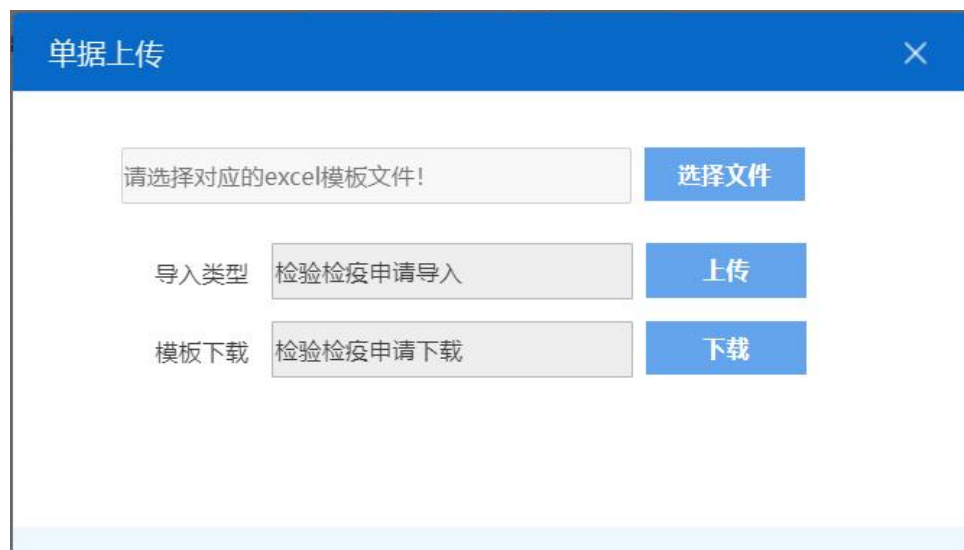 单据上传
请选择对应的excel模板文件!
选择文件
导入类型
检验检疫申请导入
上传
模板下载
检验检疫申请下载
下载